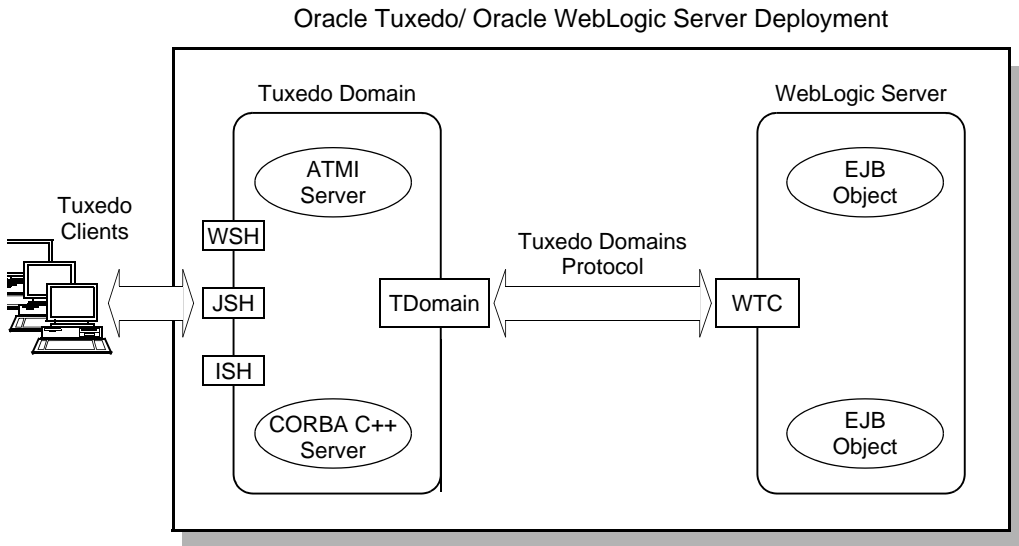 Oracle Tuxedo/ Oracle WebLogic Server Deployment
Tuxedo Domain
WebLogic Server
ATMI
Server
EJB
Object
Tuxedo
Clients
WSH
Tuxedo Domains
Protocol
JSH
TDomain
WTC
ISH
CORBA C++
Server
EJB
Object